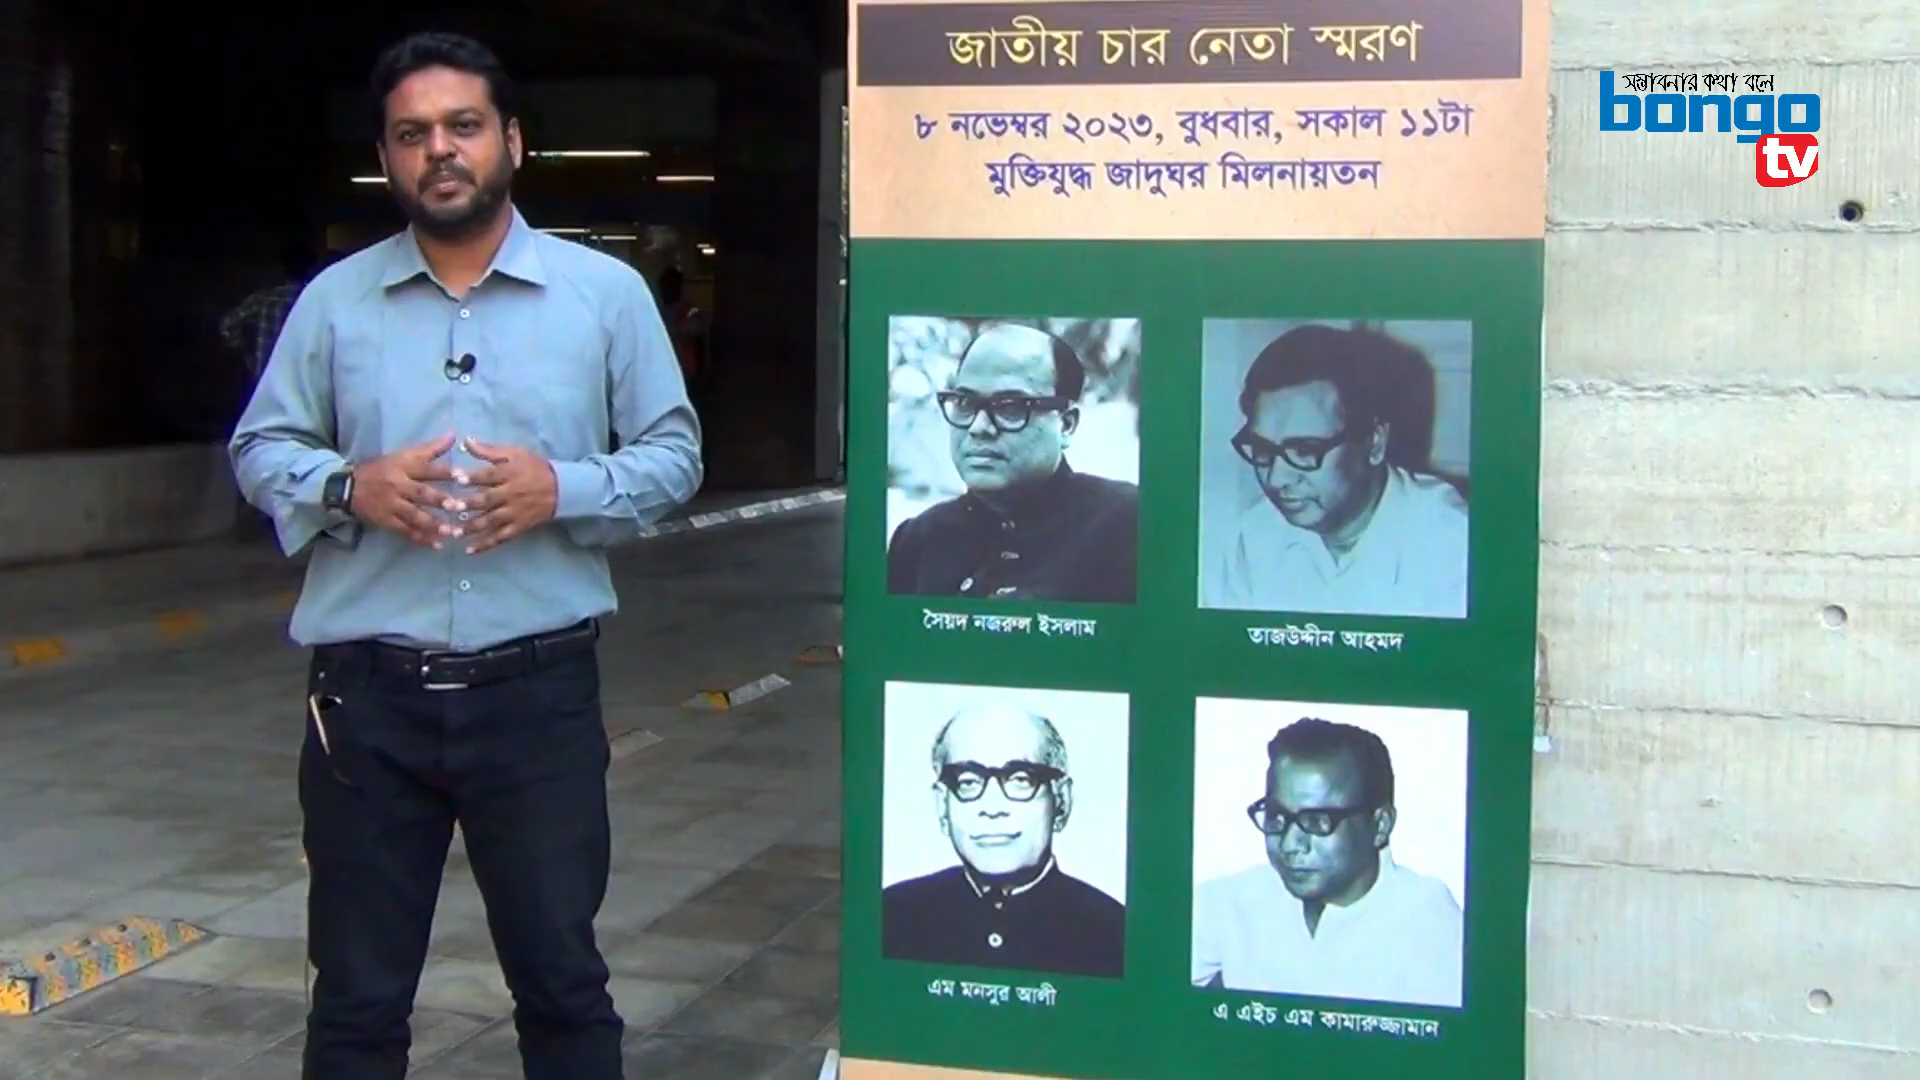 জাতীয় চার নেতা স্মরণ
৮ নভেম্বর ২০২৩, বুধবার, সকাল ১১টা
মুক্তিযুদ্ধ জাদুঘর মিলনায়তন
সম্ভাবনার কথা বলে
bongo
tv
সৈয়দ নজরুল ইসলাম
তাজউদ্দীন আহমদ
এম মনসুর আলী
এ এইচ এম কামারুজ্জামান